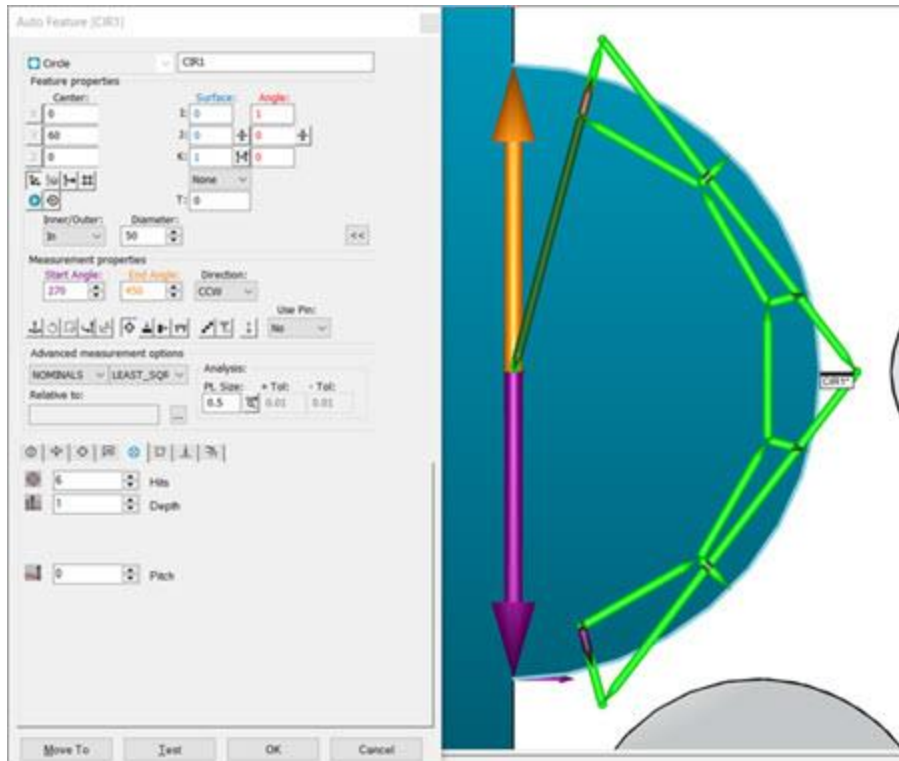 Auto Feature [CIR1]
Circle CIR1
Feature properties
Center: Surface: Angle:
X 0 I: 0 1
Y 60 J: 0 0
Z 0 K: 1 0
None
T: 0
Inner/Outer: Diameter:
In 50 <<
Measurement properties
Start Angle: End Angle: Direction:
270 450 CCW
Use Pin:
No
Advanced measurement options
NOMINALS LEAST_SQR Analysis:
Pt. Size: + Tol: - Tol:
0.5 0.01 0.01
Relative to:
...
6 Hits
1 Depth
0 Pitch
CIR1*
Move To Test OK Cancel